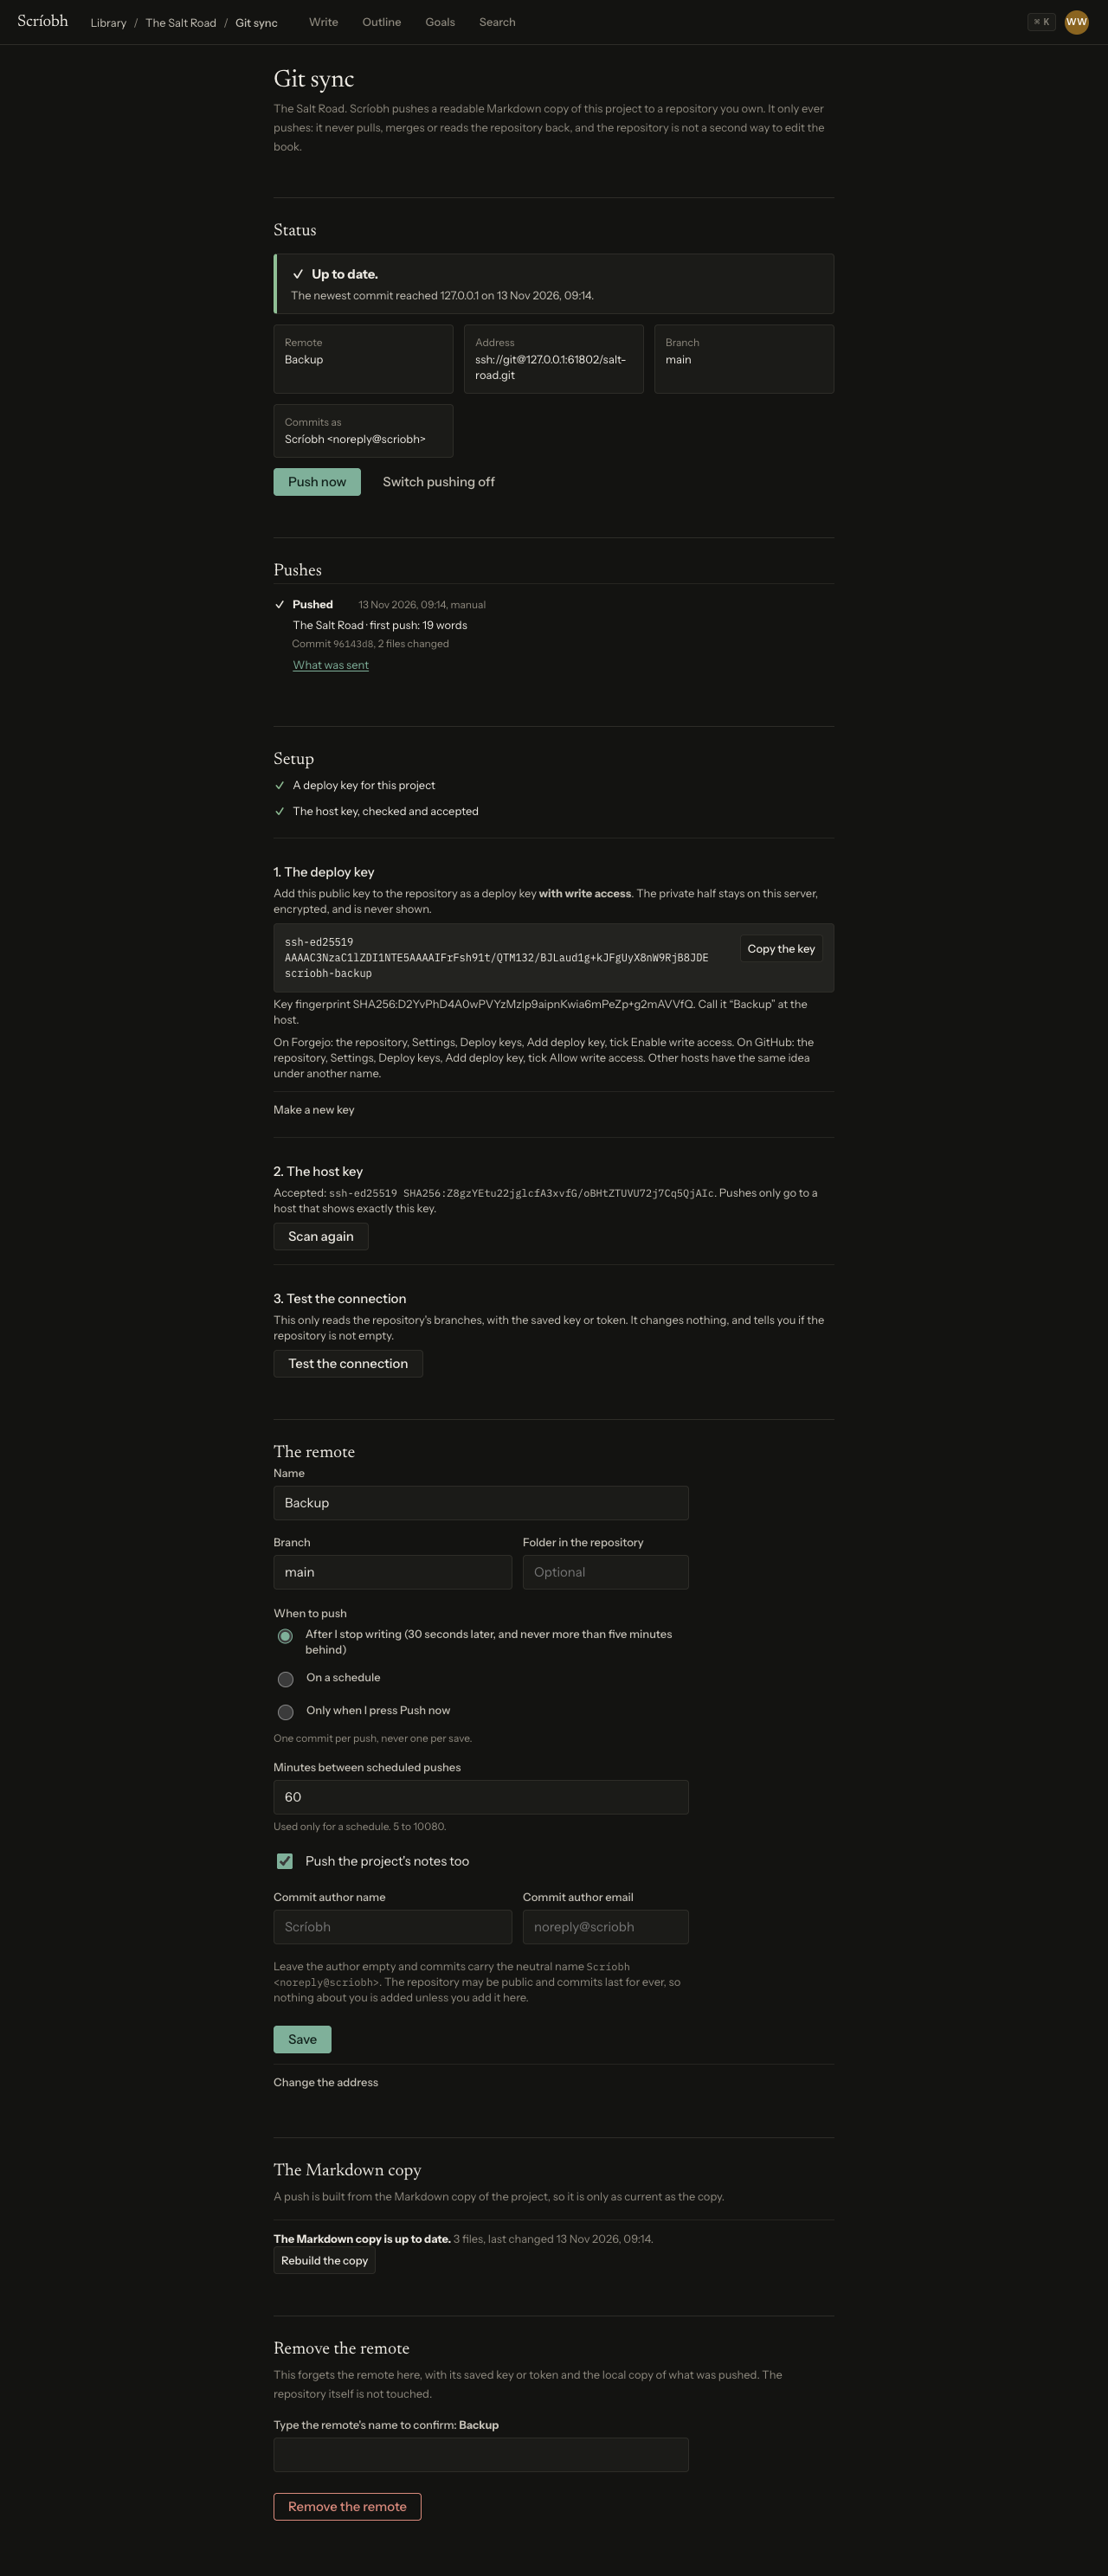 Scríobh
Library / The Salt Road / Git sync
Write
Outline
Goals
Search
⌘ K
WW
Git sync
The Salt Road. Scríobh pushes a readable Markdown copy of this project to a repository you own. It only ever
pushes: it never pulls, merges or reads the repository back, and the repository is not a second way to edit the
book.
Status
✓ Up to date.
The newest commit reached 127.0.0.1 on 13 Nov 2026, 09:14.
Remote
Backup
Address
ssh://git@127.0.0.1:61802/salt-
road.git
Branch
main
Commits as
Scríobh <noreply@scriobh>
Push now
Switch pushing off
Pushes
✓ Pushed 13 Nov 2026, 09:14, manual
The Salt Road · first push: 19 words
Commit 96143d8, 2 files changed
What was sent
Setup
✓ A deploy key for this project
✓ The host key, checked and accepted
1. The deploy key
Add this public key to the repository as a deploy key with write access. The private half stays on this server,
encrypted, and is never shown.
ssh-ed25519
AAAAC3NzaC1lZDI1NTE5AAAAIFrFsh91t/QTM132/BJLaud1g+kJFgUyX8nW9RjB8JDE
scriobh-backup
Copy the key
Key fingerprint SHA256:D2YvPhD4A0wPVYzMzlp9aipnKwia6mPeZp+g2mAVVfQ. Call it “Backup” at the
host.
On Forgejo: the repository, Settings, Deploy keys, Add deploy key, tick Enable write access. On GitHub: the
repository, Settings, Deploy keys, Add deploy key, tick Allow write access. Other hosts have the same idea
under another name.
Make a new key
2. The host key
Accepted: ssh-ed25519 SHA256:Z8gzYEtu22jglcfA3xvfG/oBHtZTUVU72j7Cq5QjAIc. Pushes only go to a
host that shows exactly this key.
Scan again
3. Test the connection
This only reads the repository’s branches, with the saved key or token. It changes nothing, and tells you if the
repository is not empty.
Test the connection
The remote
Name
Backup
Branch
main
Folder in the repository
Optional
When to push
After I stop writing (30 seconds later, and never more than five minutes
behind)
On a schedule
Only when I press Push now
One commit per push, never one per save.
Minutes between scheduled pushes
60
Used only for a schedule. 5 to 10080.
Push the project's notes too
Commit author name
Scríobh
Commit author email
noreply@scriobh
Leave the author empty and commits carry the neutral name Scríobh
<noreply@scriobh>. The repository may be public and commits last for ever, so
nothing about you is added unless you add it here.
Save
Change the address
The Markdown copy
A push is built from the Markdown copy of the project, so it is only as current as the copy.
The Markdown copy is up to date. 3 files, last changed 13 Nov 2026, 09:14.
Rebuild the copy
Remove the remote
This forgets the remote here, with its saved key or token and the local copy of what was pushed. The
repository itself is not touched.
Type the remote’s name to confirm: Backup
Remove the remote